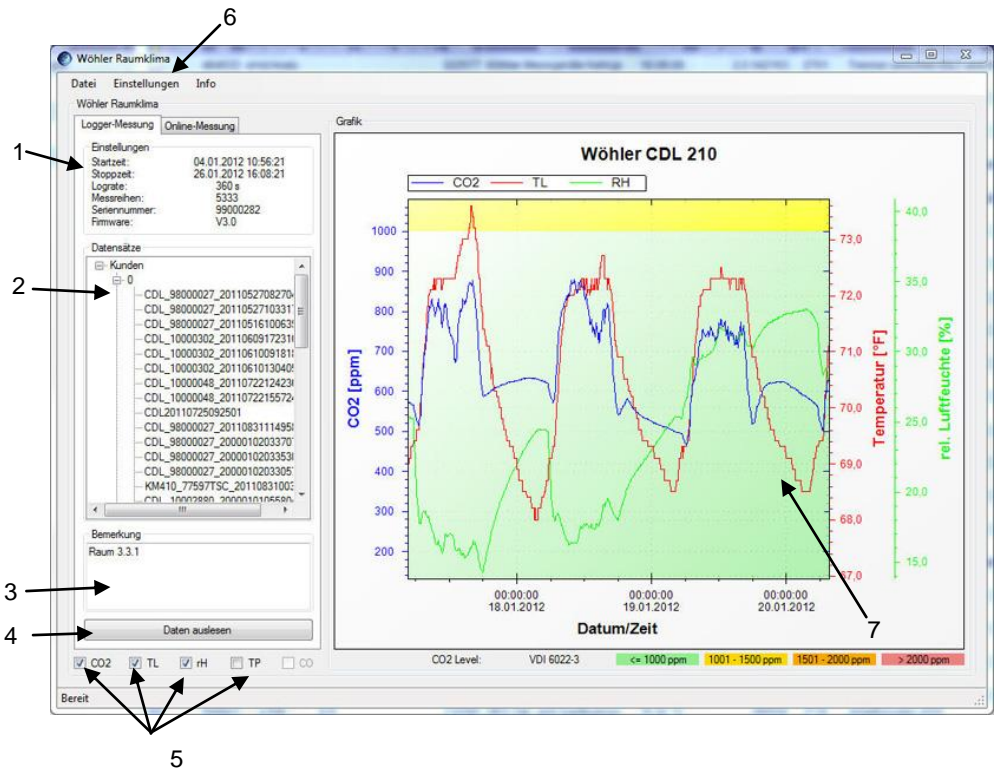 6
Wöhler Raumklima
Datei Einstellungen Info
Wöhler Raumklima
Logger-Messung Online-Messung
1
Einstellungen
Startzeit: 04.01.2012 10:56:21
Stoppzeit: 26.01.2012 16:08:21
Lograte: 360 s
Messreihen: 5333
Seriennummer: 99000282
Firmware: V3.0
2
Datensätze
Kunden
0
CDL_98000027_2011052708270
CDL_98000027_2011052710331
CDL_98000027_2011051610063
CDL_10000302_2011060917231
CDL_10000302_2011061009181
CDL_10000302_2011061013040
CDL_10000048_2011072212423
CDL_10000048_2011072215572
CDL20110725092501
CDL_98000027_2011083111495
CDL_98000027_2000010203370
CDL_98000027_2000010203353
CDL_98000027_2000010203305
KM410_77597TSC_20110831003
CDL_10002880_2000010105580
3
Bemerkung
Raum 3.3.1
4
Daten auslesen
CO2 TL rH TP CO
Bereit
5
Grafik
Wöhler CDL 210
CO2 TL RH
CO2 [ppm]
1000
900
800
700
600
500
400
300
200
73,0
72,0
71,0
70,0
69,0
68,0
67,0
Temperatur [°F]
40,0
35,0
30,0
25,0
20,0
15,0
rel. Luftfeuchte [%]
00:00:00 00:00:00 00:00:00
18.01.2012 19.01.2012 20.01.2012
Datum/Zeit
7
CO2 Level: VDI 6022-3 <= 1000 ppm 1001 - 1500 ppm 1501 - 2000 ppm > 2000 ppm